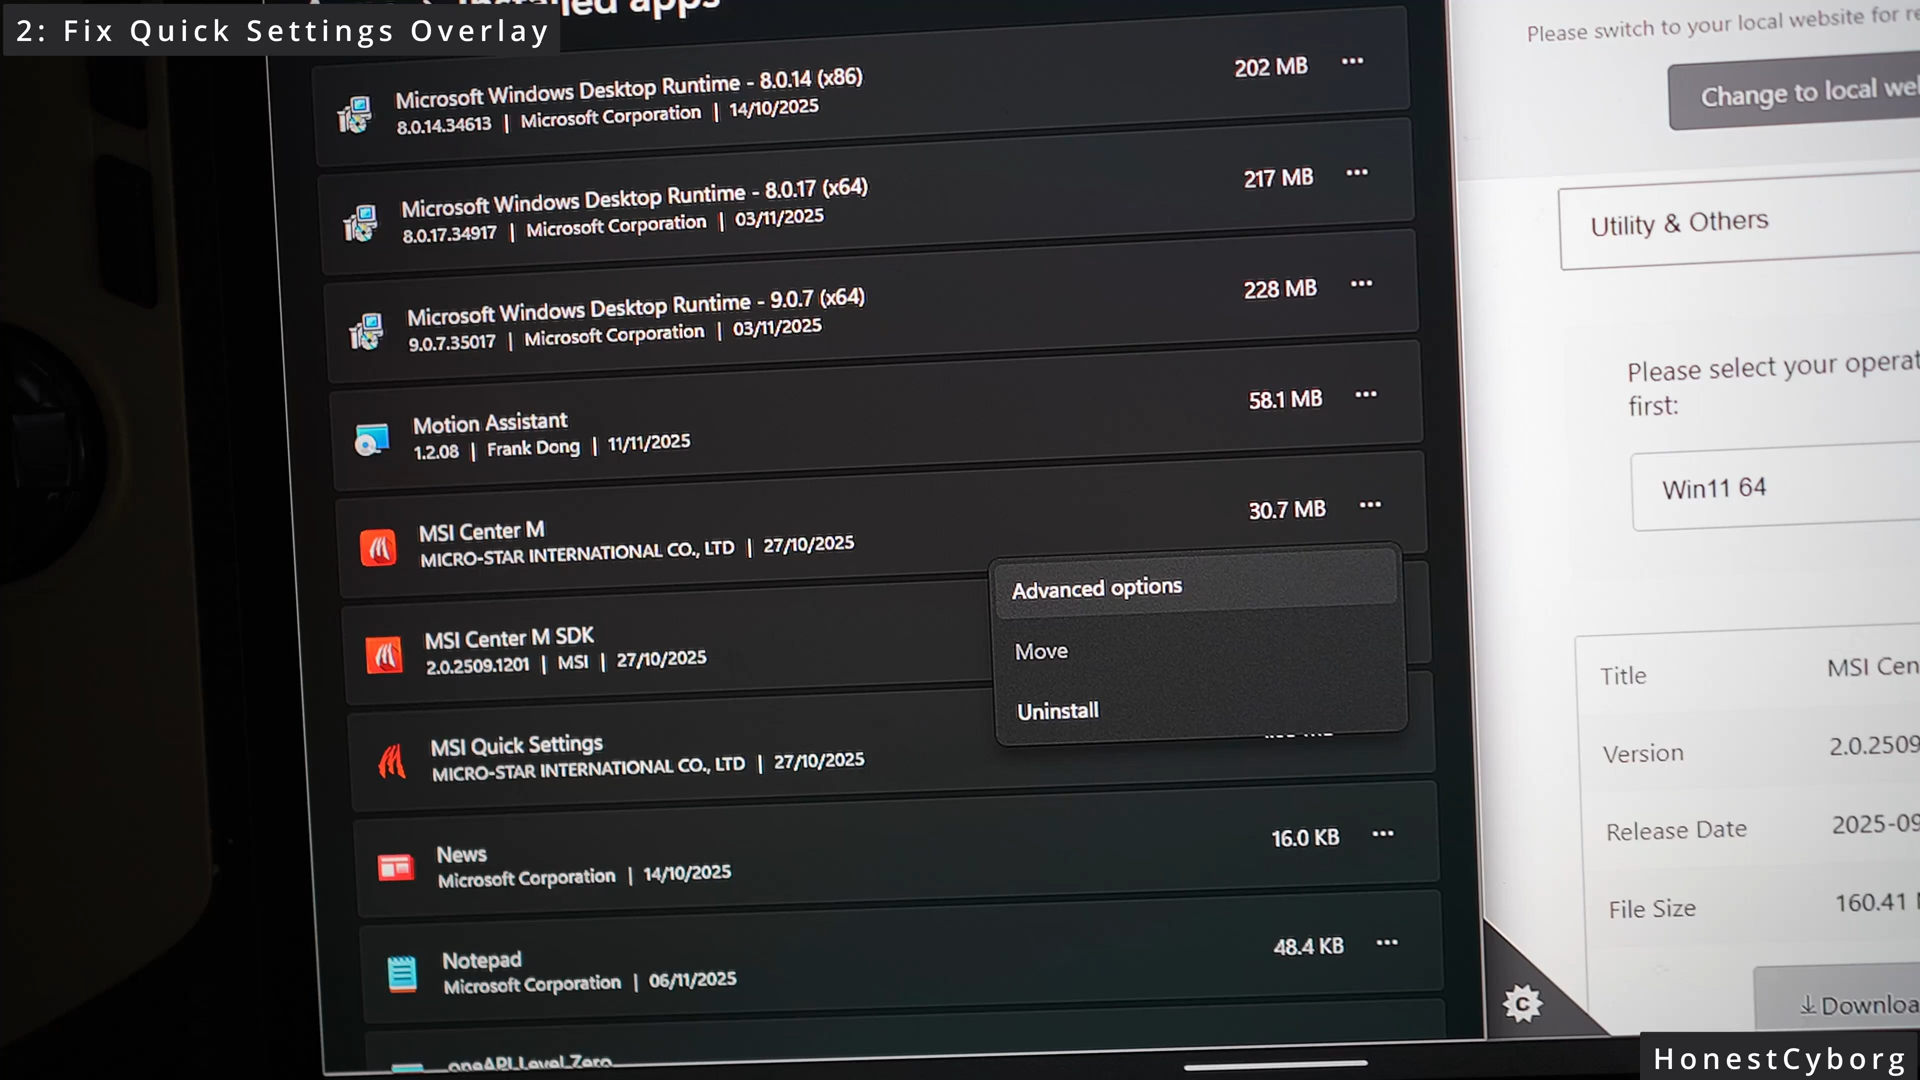 2: Fix Quick Settings Overlay
Installed apps
Microsoft Windows Desktop Runtime - 8.0.14 (x86)
8.0.14.34613 | Microsoft Corporation | 14/10/2025
202 MB
Microsoft Windows Desktop Runtime - 8.0.17 (x64)
8.0.17.34917 | Microsoft Corporation | 03/11/2025
217 MB
Microsoft Windows Desktop Runtime - 9.0.7 (x64)
9.0.7.35017 | Microsoft Corporation | 03/11/2025
228 MB
Motion Assistant
1.2.08 | Frank Dong | 11/11/2025
58.1 MB
MSI Center M
MICRO-STAR INTERNATIONAL CO., LTD | 27/10/2025
30.7 MB
Advanced options
Move
Uninstall
MSI Center M SDK
2.0.2509.1201 | MSI | 27/10/2025
MSI Quick Settings
MICRO-STAR INTERNATIONAL CO., LTD | 27/10/2025
News
Microsoft Corporation | 14/10/2025
16.0 KB
Notepad
Microsoft Corporation | 06/11/2025
48.4 KB
oneAPI Level Zero
Please switch to your local website for
Change to local
Utility & Others
Please select your
first:
Win11 64
Title MSI
Version 2.0.2509
Release Date 2025-09
File Size 160.41
C
HonestCyborg